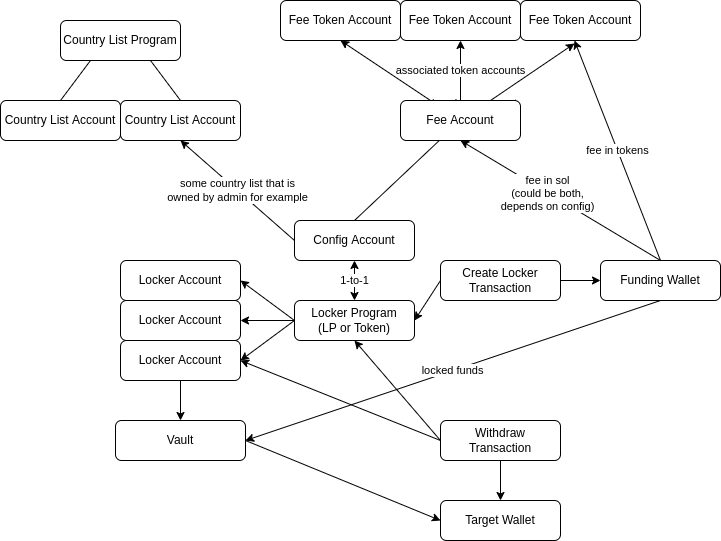 Fee Token Account
Fee Token Account
Fee Token Account
Country List Program
associated token accounts
Country List Account
Country List Account
Fee Account
fee in tokens
some country list that is
owned by admin for example
fee in sol
(could be both,
depends on config)
Config Account
Locker Account
1-to-1
Create Locker
Transaction
Funding Wallet
Locker Account
Locker Program
(LP or Token)
Locker Account
locked funds
Vault
Withdraw
Transaction
Target Wallet